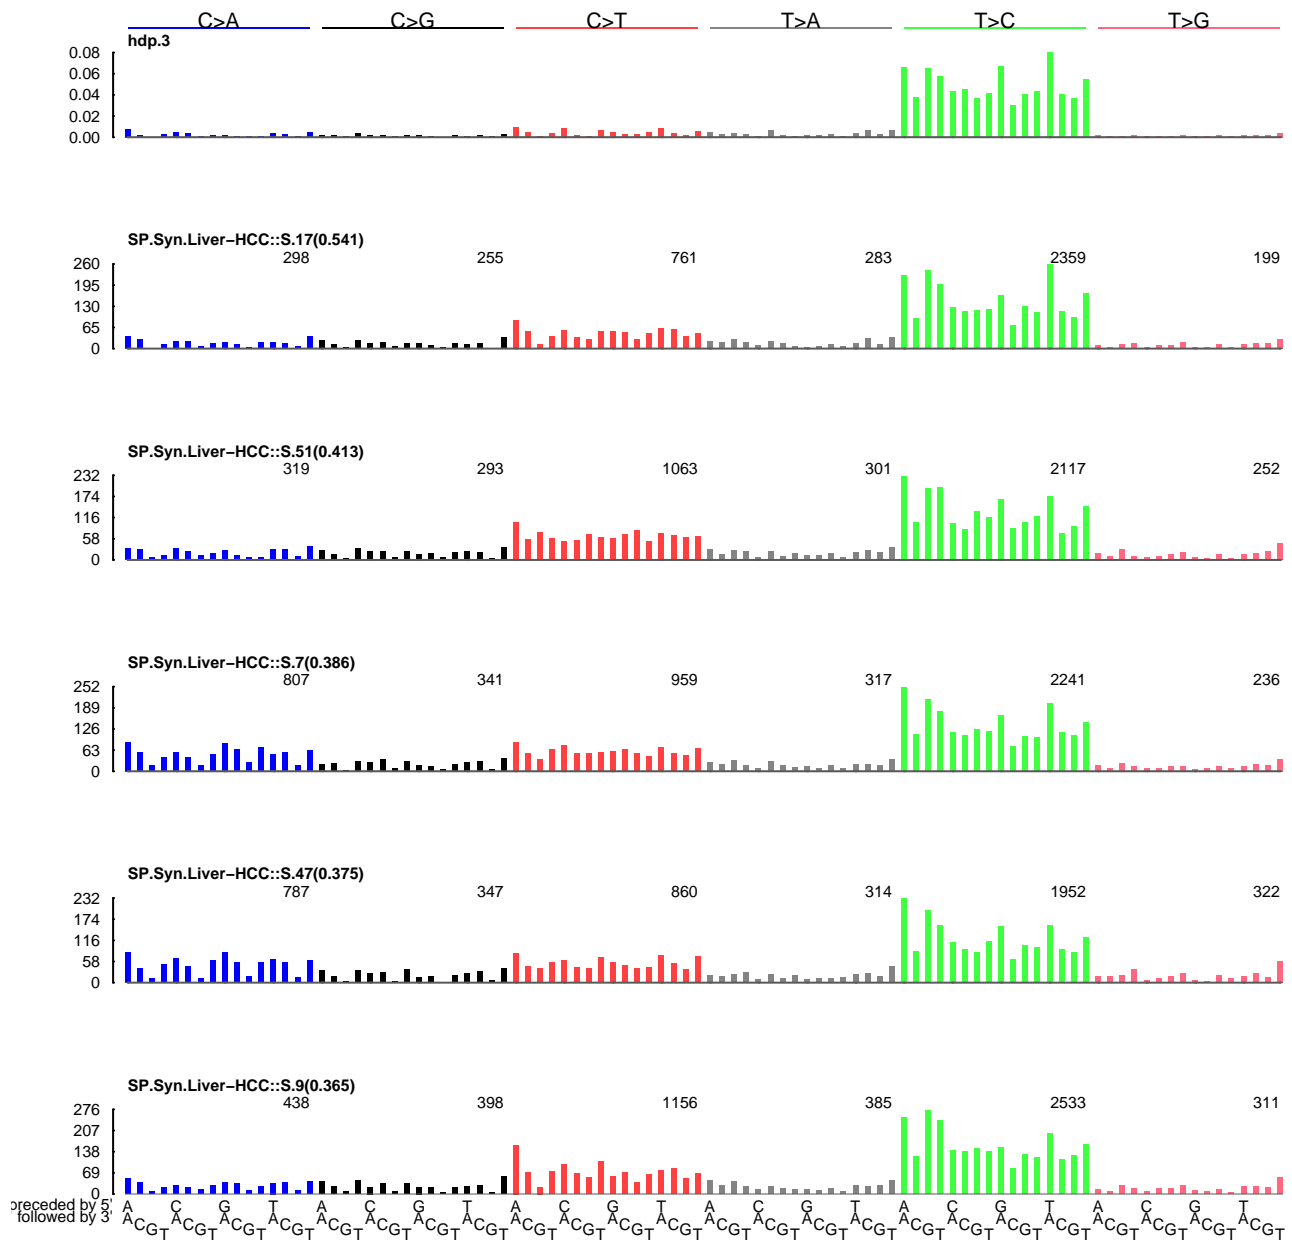 C>A C>G C>T T>A T>C T>G
hdp.3
0.08
0.06
0.04
0.02
0.00
SP.Syn.Liver−HCC::S.17(0.541)
298 255 761 283 2359 199
260
195
130
65
0
SP.Syn.Liver−HCC::S.51(0.413)
319 293 1063 301 2117 252
232
174
116
58
0
SP.Syn.Liver−HCC::S.7(0.386)
807 341 959 317 2241 236
252
189
126
63
0
SP.Syn.Liver−HCC::S.47(0.375)
787 347 860 314 1952 322
232
174
116
58
0
SP.Syn.Liver−HCC::S.9(0.365)
438 398 1156 385 2533 311
276
207
138
69
0
preceded by 5' A C G T A C G T A C G T A C G T A C G T A C G T
followed by 3' A C G T A C G T A C G T A C G T A C G T A C G T A C G T A C G T A C G T A C G T A C G T A C G T A C G T A C G T A C G T A C G T A C G T A C G T A C G T A C G T A C G T A C G T A C G T A C G T